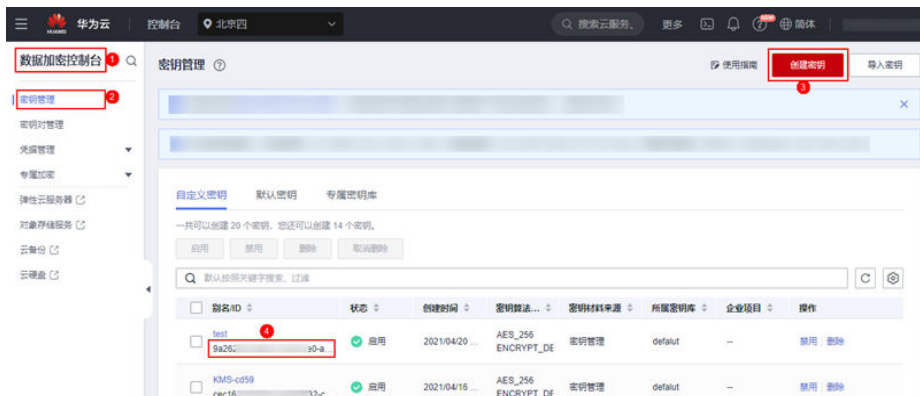 HUAWEI 华为云 控制台 北京四 搜索云服务、 更多 NEW 简体
数据加密控制台 1
密钥管理 使用指南 创建密钥 导入密钥
3
密钥管理 2
密钥对管理
凭据管理
专属加密
弹性云服务器
对象存储服务
云备份
云硬盘
自定义密钥 默认密钥 专属密钥库
一共可以创建 20 个密钥，您还可以创建 14 个密钥。
启用 禁用 删除 取消删除
默认按照关键字搜索、过滤
别名/ID 状态 创建时间 密钥算法... 密钥材料来源 所属密钥库 企业项目 操作
test 4
9a262 e0-a...
启用 2021/04/20 ... AES_256 密钥管理 defalut -- 禁用 删除
ENCRYPT_DE
KMS-cd59
启用 2021/04/16 ... AES_256 密钥管理 defalut -- 禁用 删除
ENCRYPT_DE